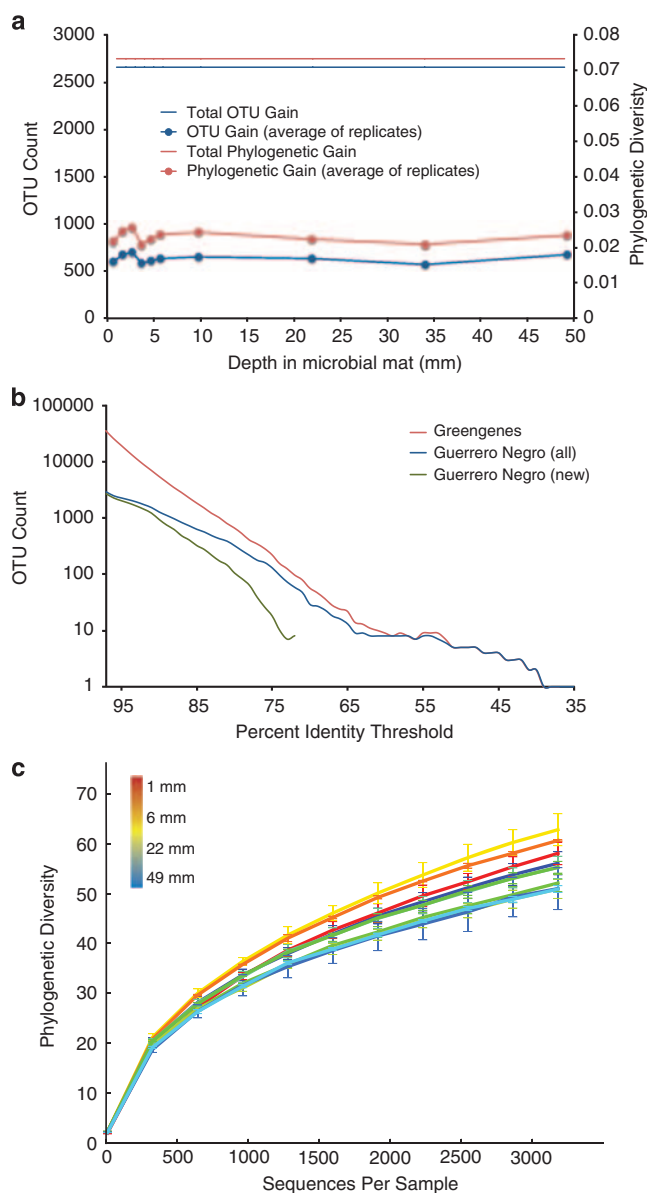 a
3000
2500
2000
1500
1000
500
0
OTU Count
0.08
0.07
0.06
0.05
0.04
0.03
0.02
0.01
0
Phylogenetic Diveristy
Total OTU Gain
OTU Gain (average of replicates)
Total Phylogenetic Gain
Phylogenetic Gain (average of replicates)
0 5 10 15 20 25 30 35 40 45 50
Depth in microbial mat (mm)
b
100000
10000
1000
100
10
1
OTU Count
Greengenes
Guerrero Negro (all)
Guerrero Negro (new)
95 85 75 65 55 45 35
Percent Identity Threshold
c
70
60
50
40
30
20
10
0
Phylogenetic Diversity
1 mm
6 mm
22 mm
49 mm
0 500 1000 1500 2000 2500 3000
Sequences Per Sample